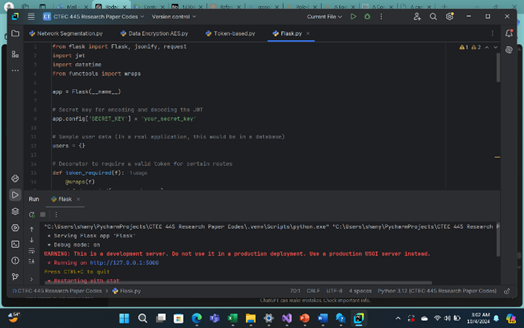 CE CTEC 445 Research Paper Codes Version control Current File
Network Segmentation.py Data Encryption AES.py Token-based.py Flask.py
from flask import Flask, jsonify, request
import jwt
import datetime
from functools import wraps
app = Flask(__name__)
# Secret key for encoding and decoding the JWT
app.config['SECRET_KEY'] = 'your_secret_key'
# Sample user data (in a real application, this would be in a database)
users = {}
# Decorator to require a valid token for certain routes
def token_required(f): 1 usage
@wraps(f)
Run Flask
"C:\Users\shany\PycharmProjects\CTEC 445 Research Paper Codes\.venv\Scripts\python.exe" "C:\Users\shany\PycharmProjects\CTEC 445 Research Paper Codes\
* Serving Flask app 'Flask'
* Debug mode: on
WARNING: This is a development server. Do not use it in a production deployment. Use a production WSGI server instead.
* Running on http://127.0.0.1:5000
Press CTRL+C to quit
* Restarting with stat
CTEC 445 Research Paper Codes > Flask.py 70:1 CRLF UTF-8 4 spaces Python 3.12 (CTEC 445 Research Paper Codes)
ChatGPT can make mistakes. Check important info.
3:02 AM
10/4/2024